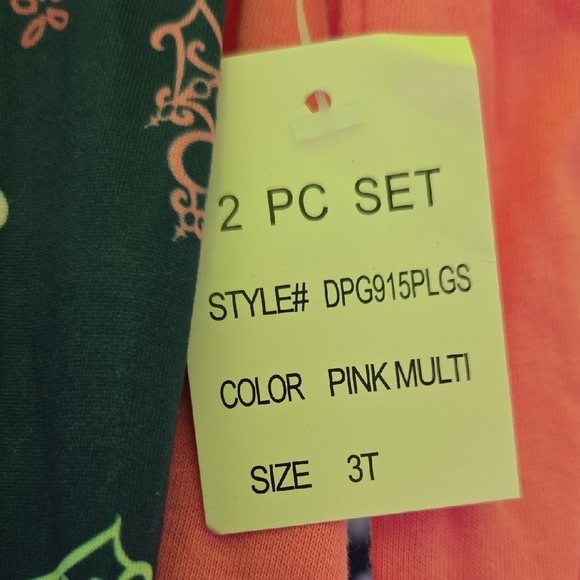 2 PC SET
STYLE# DPG915PLGS
COLOR PINK MULTI
SIZE 3T